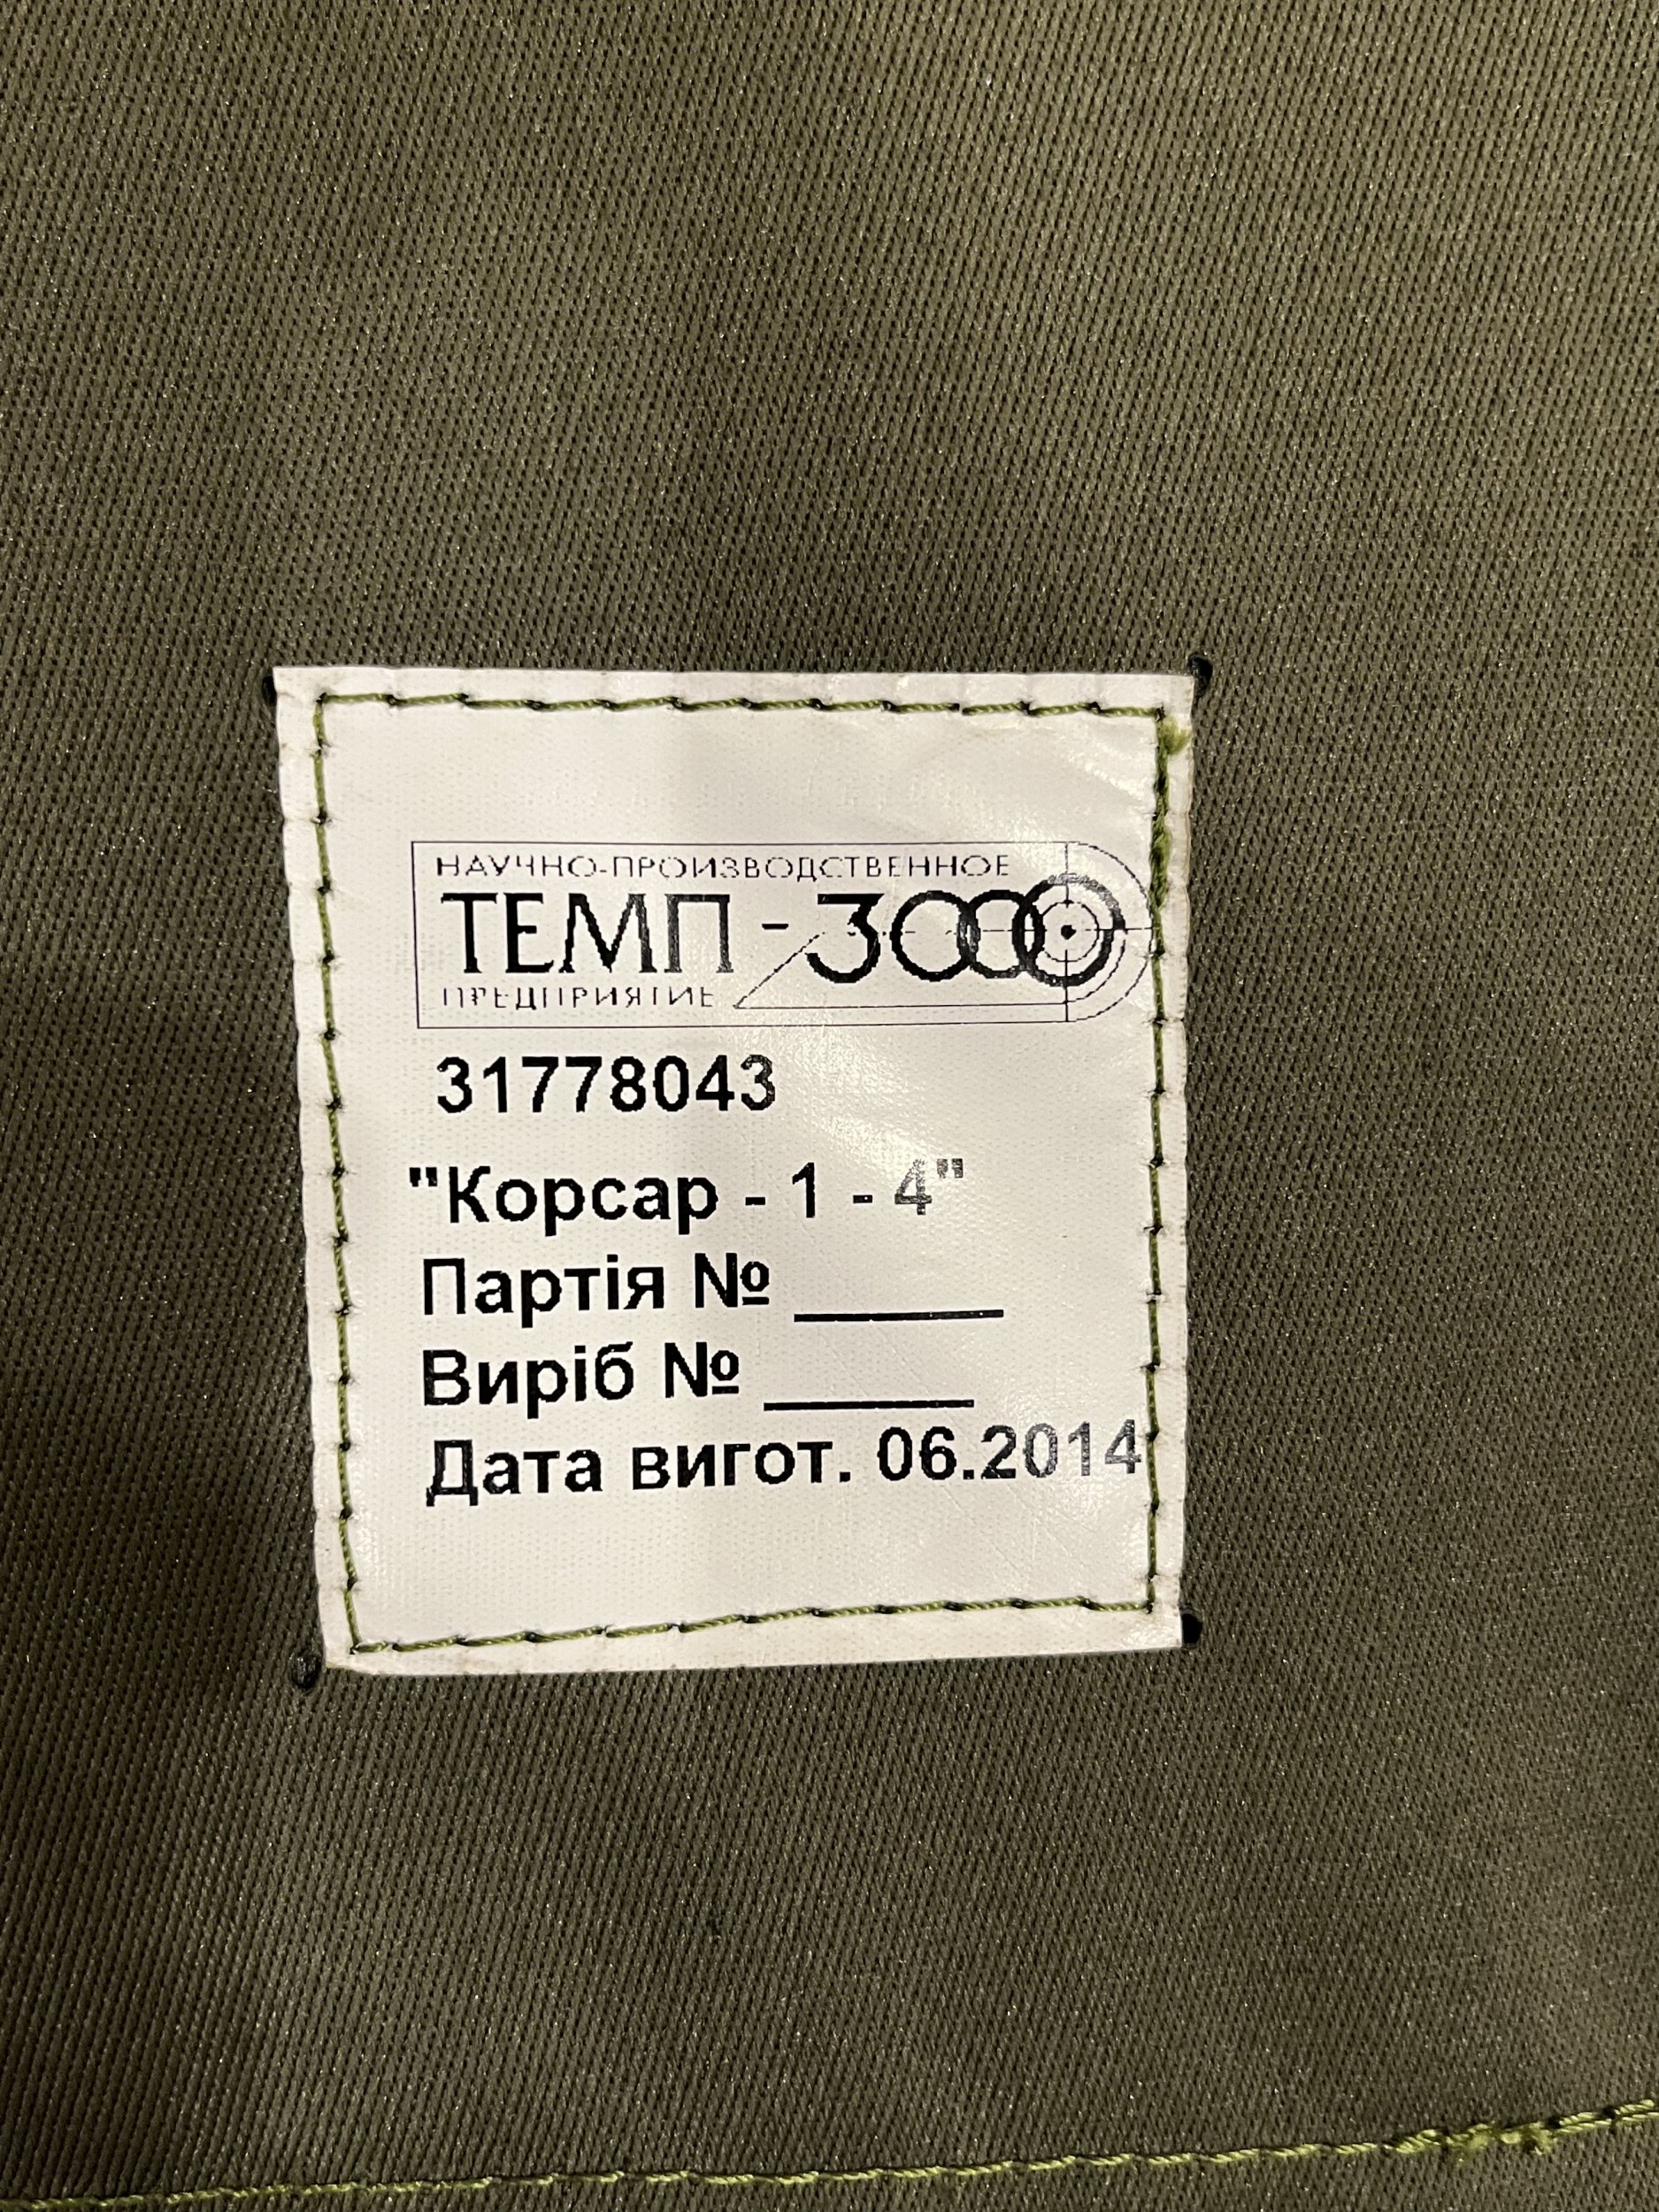 НАУЧНО-ПРОИЗВОДСТВЕННОЕ
ТЕМП - 3000
ПРЕДПРИЯТИЕ
31778043
"Корсар - 1 - 4"
Партія № ______
Виріб № ______
Дата вигот. 06.2014